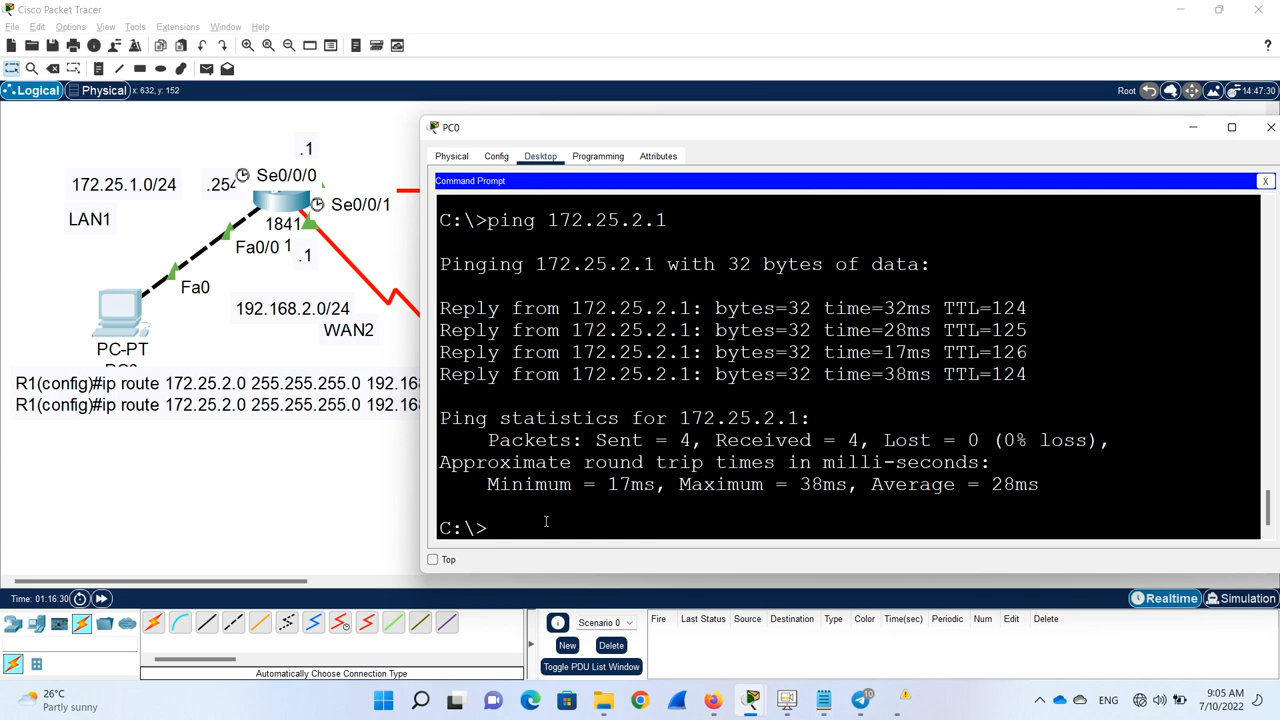 Cisco Packet Tracer
File Edit Options View Tools Extensions Window Help
Logical Physical x: 632, y: 152
Root 14:47:30
.1
Se0/0/0
172.25.1.0/24
.254
Se0/0/1
LAN1
1841
Fa0/0 1
.1
Fa0
192.168.2.0/24
WAN2
PC-PT
R1(config)#ip route 172.25.2.0 255.255.255.0 192.168
R1(config)#ip route 172.25.2.0 255.255.255.0 192.168
PC0
Physical Config Desktop Programming Attributes
Command Prompt X
C:\>ping 172.25.2.1
Pinging 172.25.2.1 with 32 bytes of data:
Reply from 172.25.2.1: bytes=32 time=32ms TTL=124
Reply from 172.25.2.1: bytes=32 time=28ms TTL=125
Reply from 172.25.2.1: bytes=32 time=17ms TTL=126
Reply from 172.25.2.1: bytes=32 time=38ms TTL=124
Ping statistics for 172.25.2.1:
Packets: Sent = 4, Received = 4, Lost = 0 (0% loss),
Approximate round trip times in milli-seconds:
Minimum = 17ms, Maximum = 38ms, Average = 28ms
C:\>
Top
Time: 01:16:30
Realtime Simulation
Scenario 0
New Delete
Toggle PDU List Window
Fire Last Status Source Destination Type Color Time(sec) Periodic Num Edit Delete
Automatically Choose Connection Type
26°C
Partly sunny
10
ENG
9:05 AM
7/10/2022